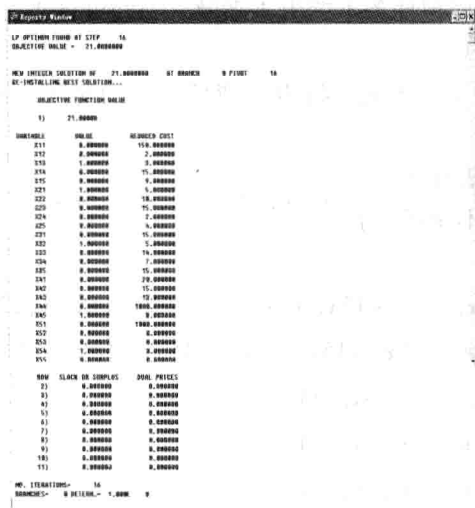 Reports Window
LP OPTIMUM FOUND AT STEP 16
OBJECTIVE VALUE = 21.0000000
NEW INTEGER SOLUTION OF 21.0000000 AT BRANCH 0 PIVOT 16
RE-INSTALLING BEST SOLUTION...
OBJECTIVE FUNCTION VALUE
1) 21.00000
VARIABLE VALUE REDUCED COST
X11 0.000000 150.000000
X12 0.000000 2.000000
X13 1.000000 3.000000
X14 0.000000 15.000000
X15 0.000000 9.000000
X21 1.000000 5.000000
X22 0.000000 10.000000
X23 0.000000 15.000000
X24 0.000000 2.000000
X25 0.000000 4.000000
X31 0.000000 15.000000
X32 1.000000 5.000000
X33 0.000000 14.000000
X34 0.000000 7.000000
X35 0.000000 15.000000
X41 0.000000 20.000000
X42 0.000000 15.000000
X43 0.000000 13.000000
X44 0.000000 1000.000000
X45 1.000000 8.000000
X51 0.000000 1000.000000
X52 0.000000
X53 0.000000
X54 1.000000 0.000000
X55 0.000000 0.000000
ROW SLACK OR SURPLUS DUAL PRICES
2) 0.000000 0.000000
3) 0.000000 0.000000
4) 0.000000 0.000000
5) 0.000000 0.000000
6) 0.000000 0.000000
7) 0.000000 0.000000
8) 0.000000 0.000000
9) 0.000000 0.000000
10) 0.000000 0.000000
11) 0.000000 0.000000
NO. ITERATIONS= 16
BRANCHES= 0 DETERM.= 1.000E 0